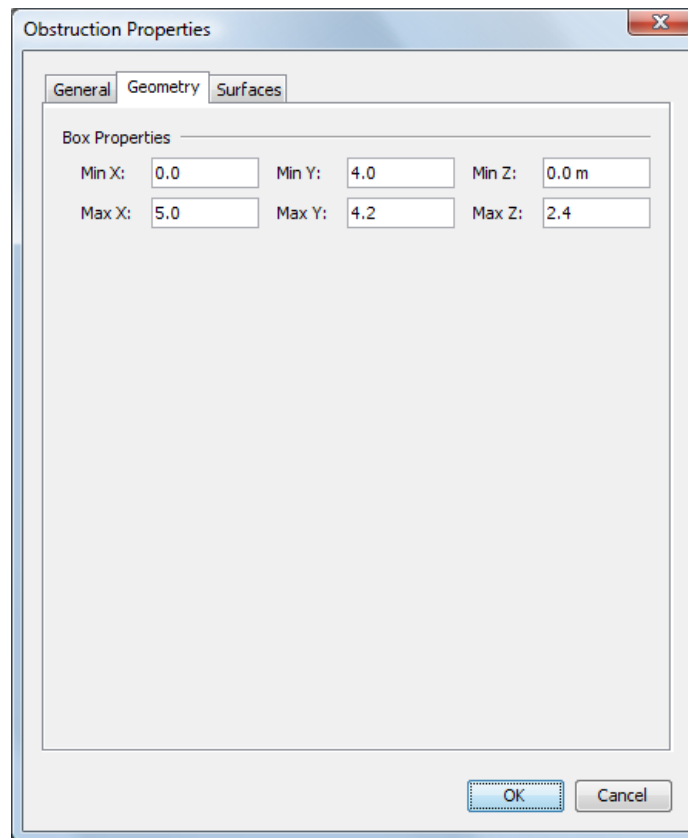 Obstruction Properties
General Geometry Surfaces
Box Properties
Min X: 0.0 Min Y: 4.0 Min Z: 0.0 m
Max X: 5.0 Max Y: 4.2 Max Z: 2.4
OK Cancel